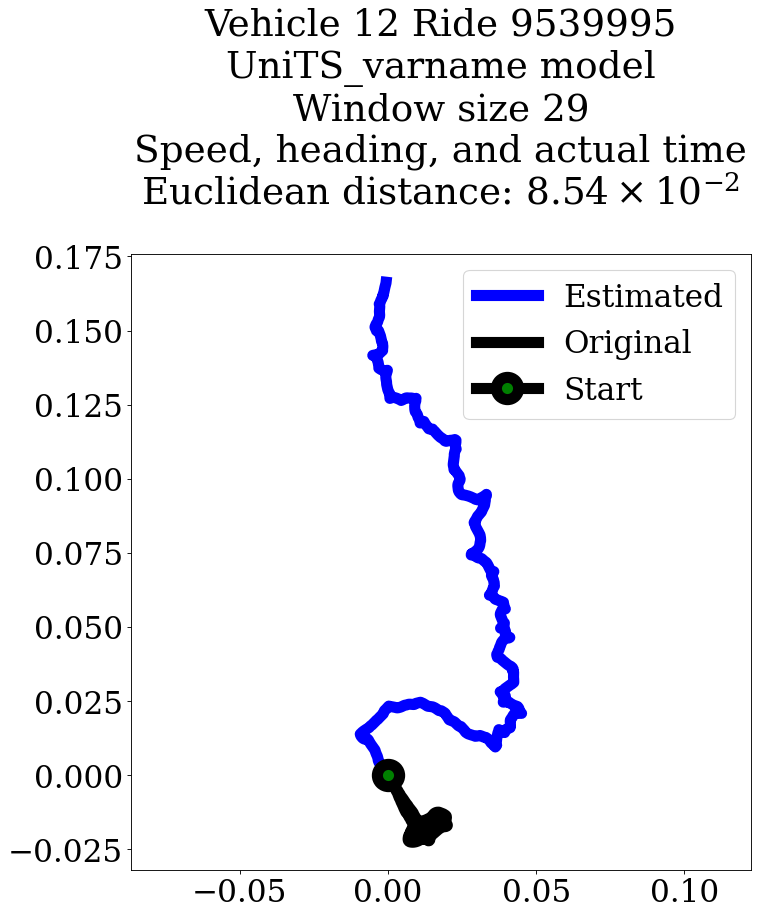 Vehicle 12 Ride 9539995
UniTS_varname model
Window size 29
Speed, heading, and actual time
Euclidean distance: 8.54 × 10⁻²
0.175
0.150
0.125
0.100
0.075
0.050
0.025
0.000
−0.025
Estimated
Original
Start
−0.05 0.00 0.05 0.10